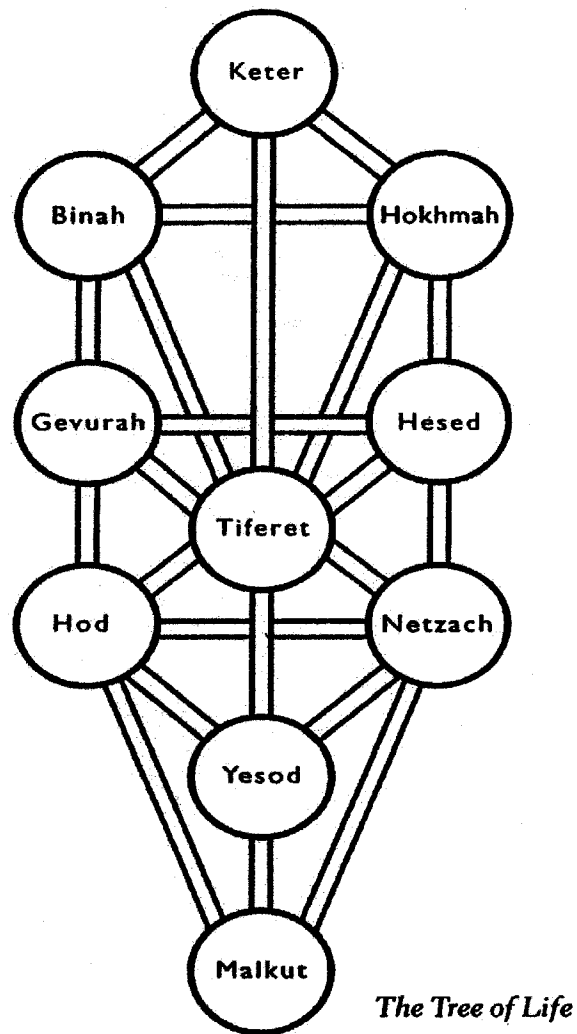 Keter
Binah
Hokhmah
Gevurah
Hesed
Tiferet
Hod
Netzach
Yesod
Malkut
The Tree of Life